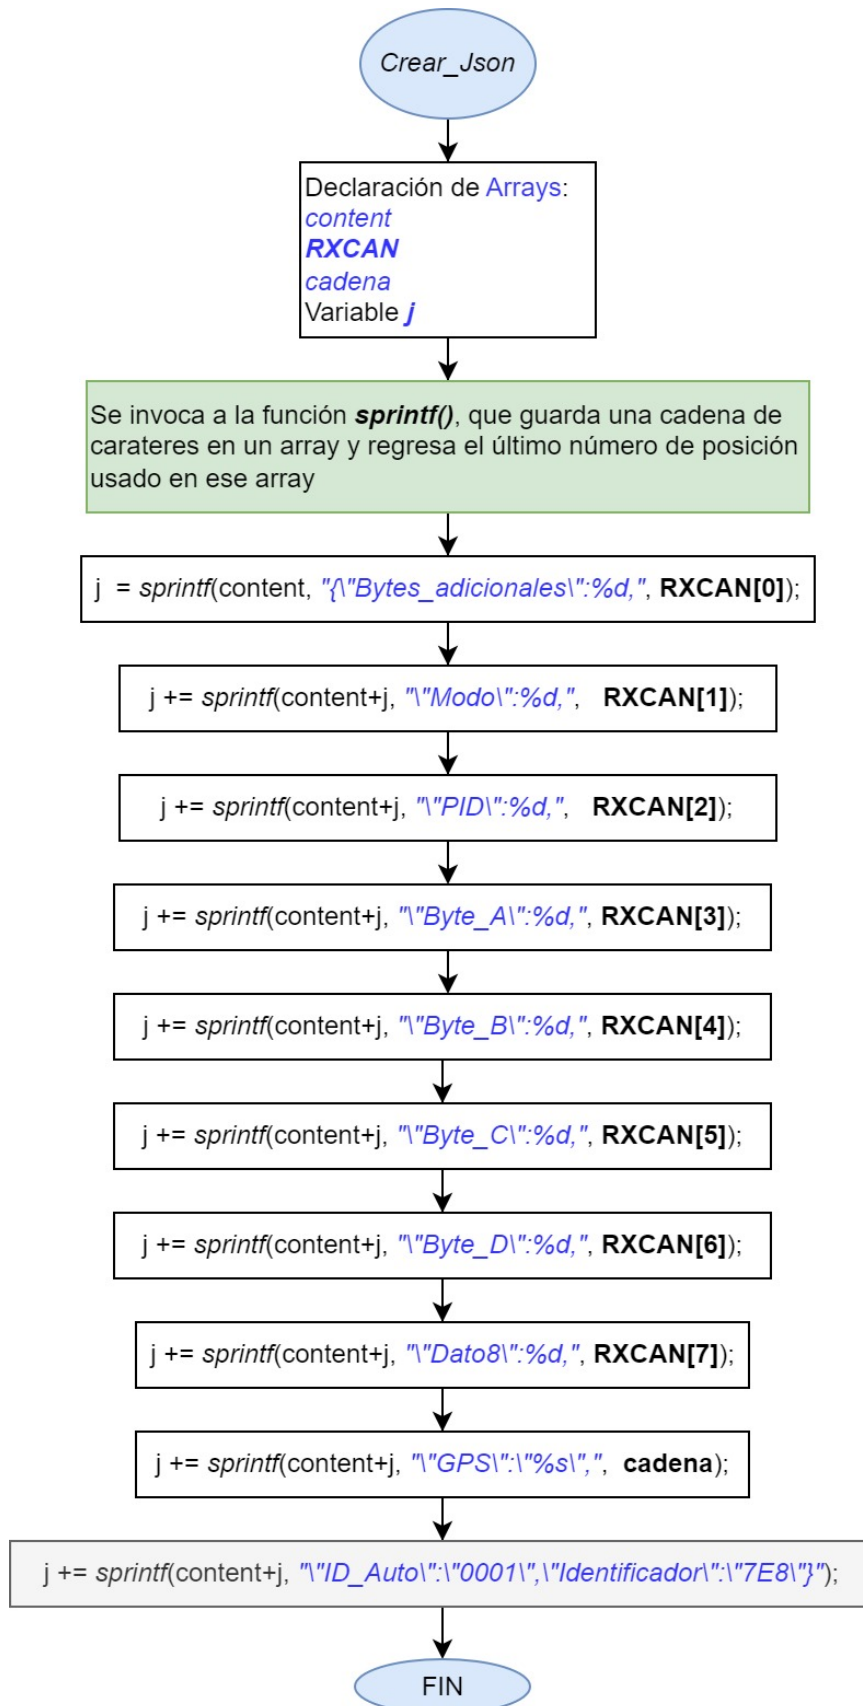 Crear_Json
Declaración de Arrays:
content
RXCAN
cadena
Variable j
Se invoca a la función sprintf(), que guarda una cadena de
carateres en un array y regresa el último número de posición
usado en ese array
j = sprintf(content, "{\"Bytes_adicionales\":%d,", RXCAN[0]);
j += sprintf(content+j, "\"Modo\":%d,", RXCAN[1]);
j += sprintf(content+j, "\"PID\":%d,", RXCAN[2]);
j += sprintf(content+j, "\"Byte_A\":%d,", RXCAN[3]);
j += sprintf(content+j, "\"Byte_B\":%d,", RXCAN[4]);
j += sprintf(content+j, "\"Byte_C\":%d,", RXCAN[5]);
j += sprintf(content+j, "\"Byte_D\":%d,", RXCAN[6]);
j += sprintf(content+j, "\"Dato8\":%d,", RXCAN[7]);
j += sprintf(content+j, "\"GPS\":\"%s\",", cadena);
j += sprintf(content+j, "\"ID_Auto\":\"0001\",\"Identificador\":\"7E8\"}");
FIN